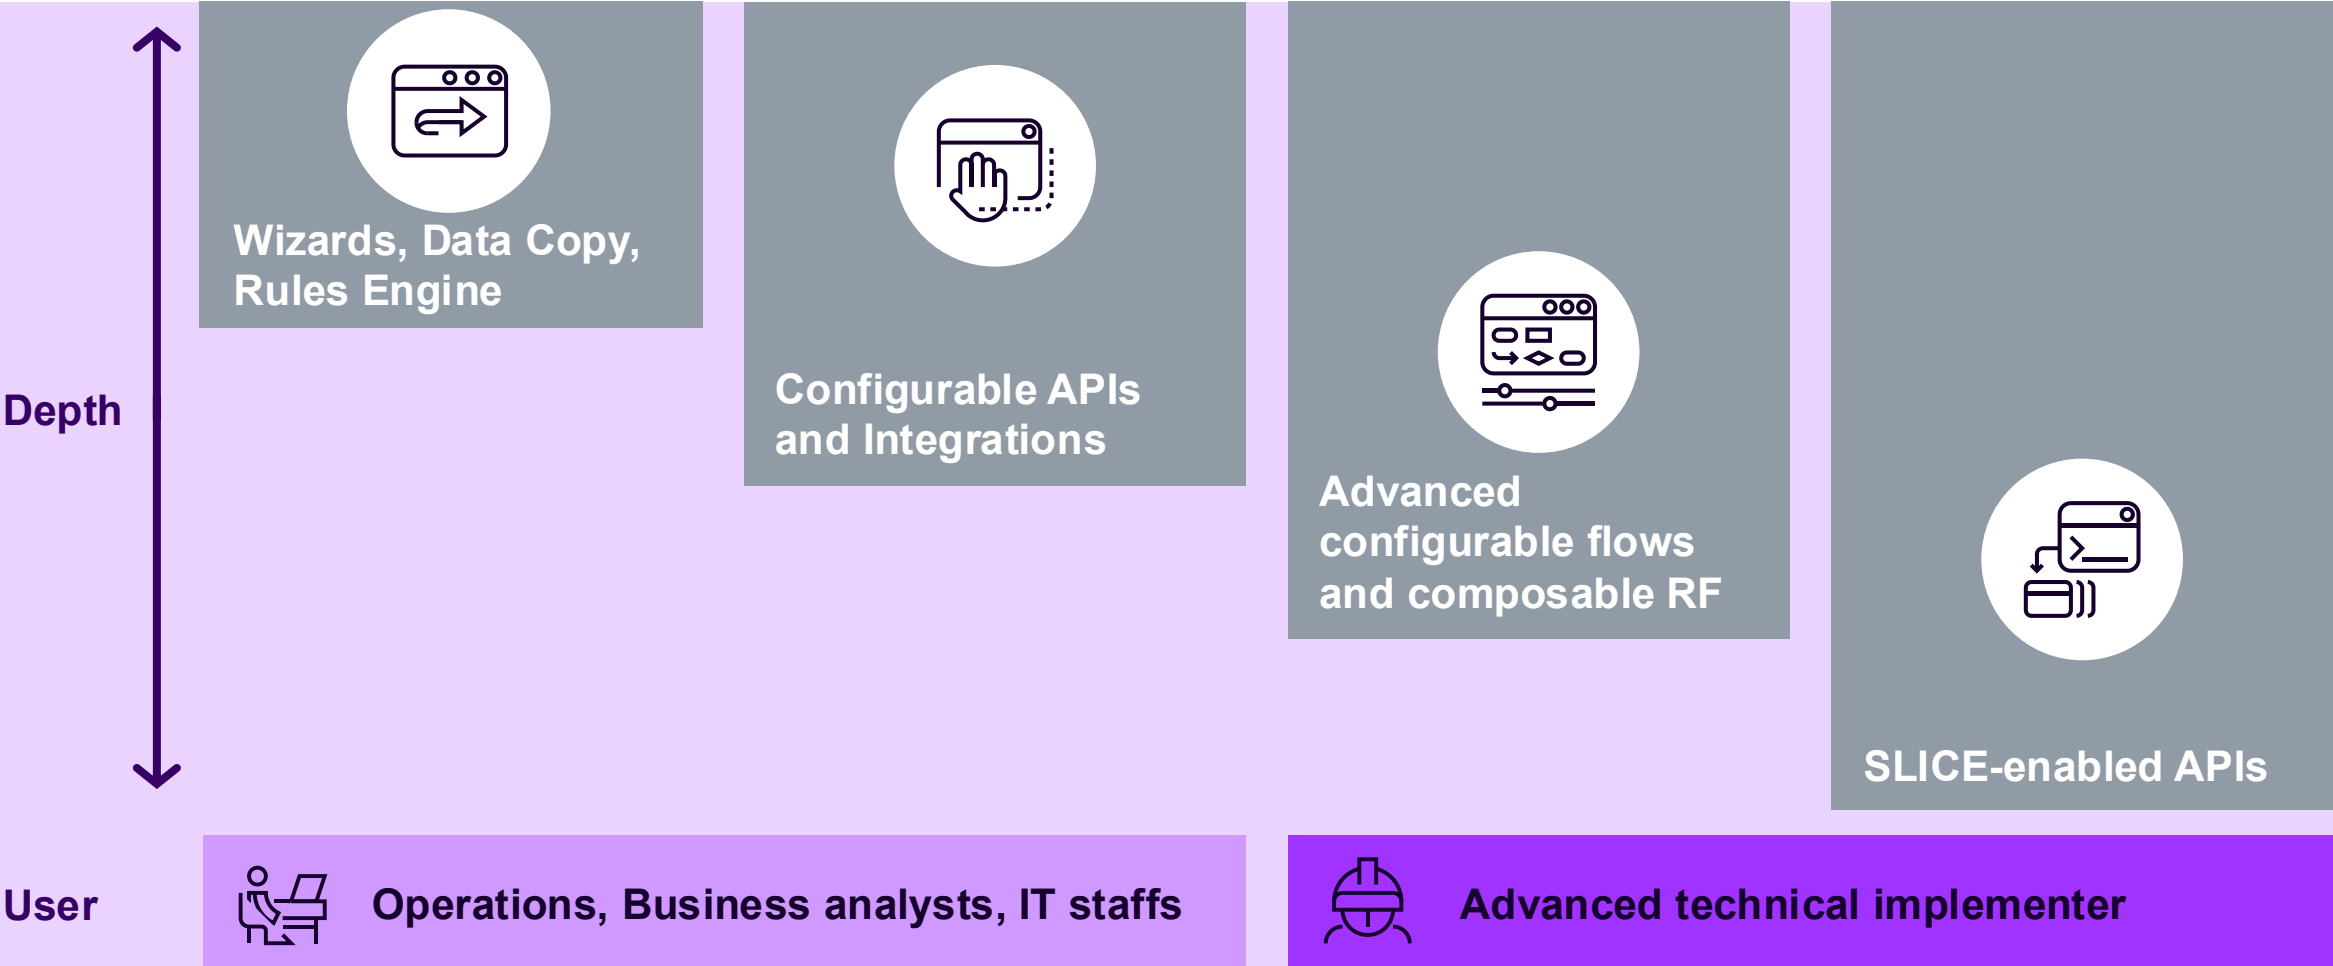 Wizards, Data Copy,
Rules Engine
Configurable APIs
and Integrations
Advanced
configurable flows
and composable RF
SLICE-enabled APIs
Depth
User
Operations, Business analysts, IT staffs
Advanced technical implementer